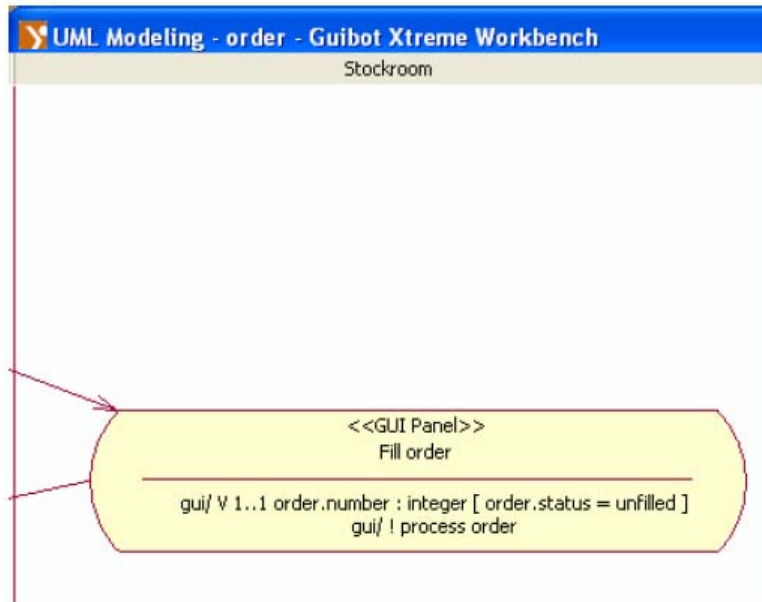 UML Modeling - order - Guibot Xtreme Workbench
Stockroom
<<GUI Panel>>
Fill order
gui/ V 1..1 order.number : integer [ order.status = unfilled ]
gui/ ! process order